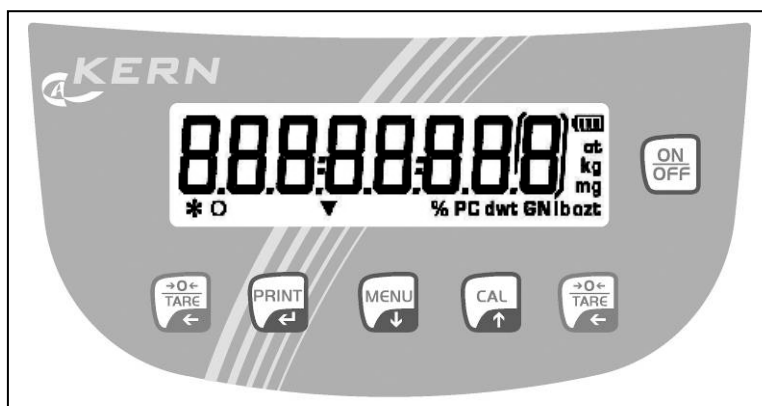 KERN
8.8.8:8.8:8.8.(8)
ct
kg
mg
* O ▼ % PC dwt GN lb ozt
ON
OFF
→0← PRINT MENU CAL →0←
TARE TARE
← ↵ ↓ ↑ ←